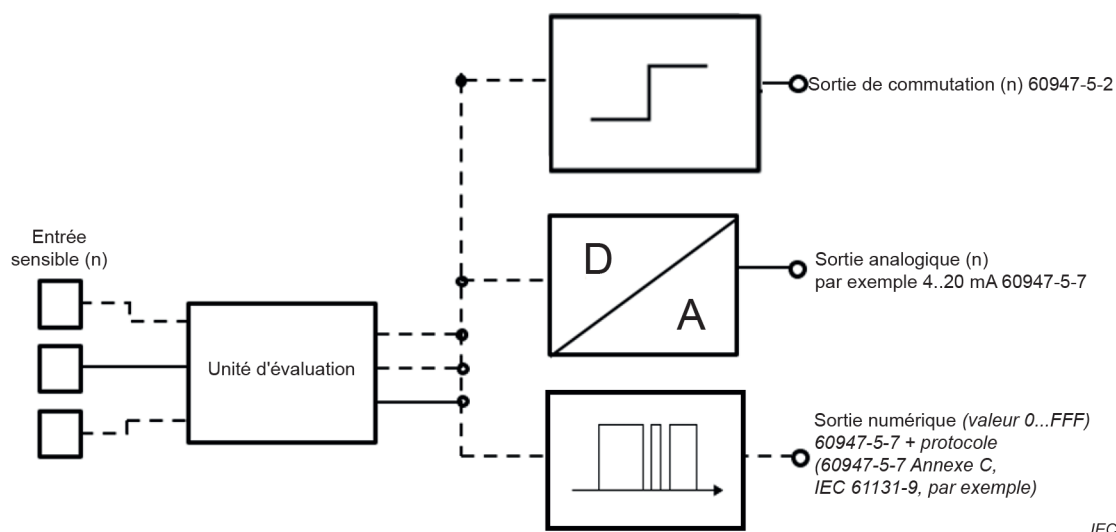 Sortie de commutation (n) 60947-5-2
Entrée
sensible (n)
D
A
Sortie analogique (n)
par exemple 4..20 mA 60947-5-7
Unité d'évaluation
Sortie numérique (valeur 0...FFF)
60947-5-7 + protocole
(60947-5-7 Annexe C,
IEC 61131-9, par exemple)
IEC